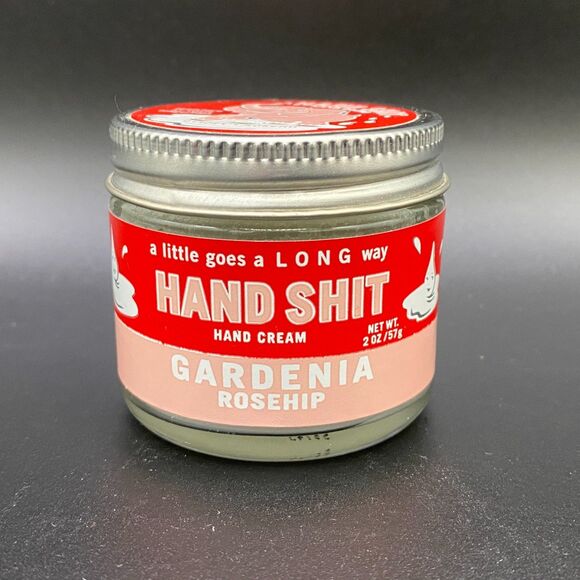 a little goes a LONG way
HAND SHIT
HAND CREAM
NET WT.
2 OZ/57g
GARDENIA
ROSEHIP